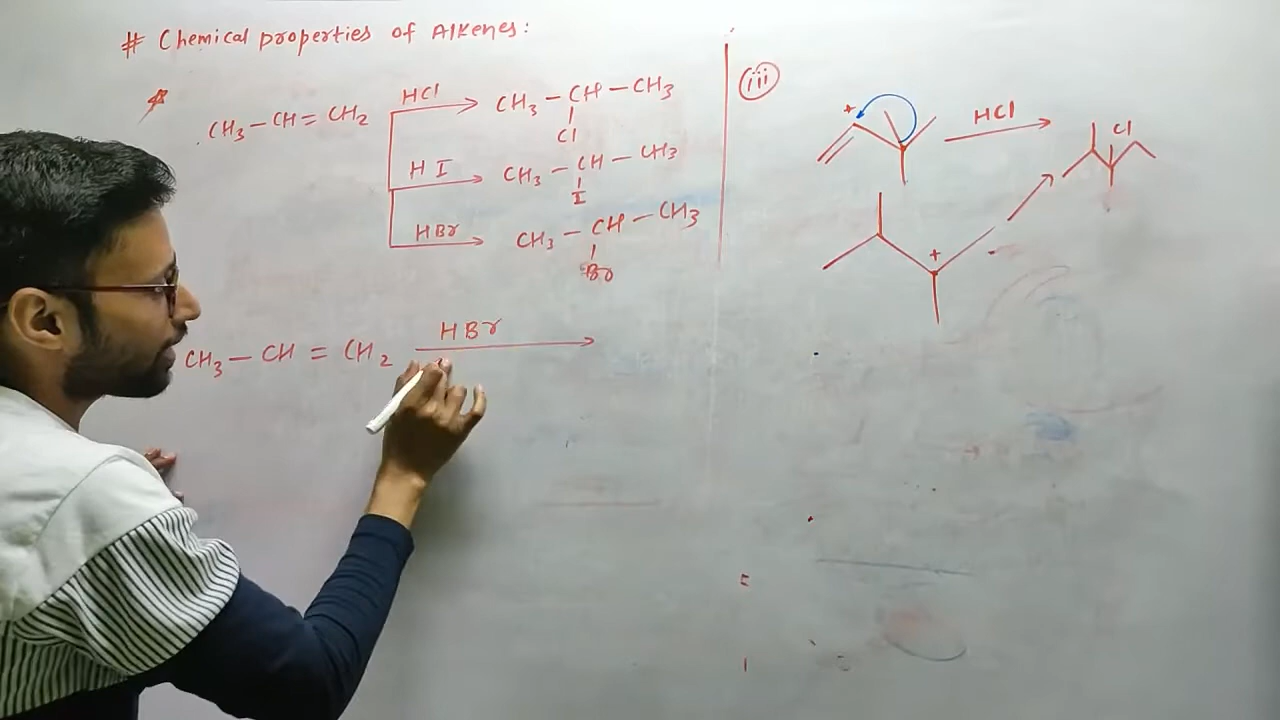 # Chemical properties of Alkenes:
CH3 – CH = CH2
HCl
CH3 – CH – CH3
Cl
H I
CH3 – CH – CH3
I
HBr
CH3 – CH – CH3
Br
CH3 – CH = CH2
HBr
(iii)
+
HCl
Cl
+